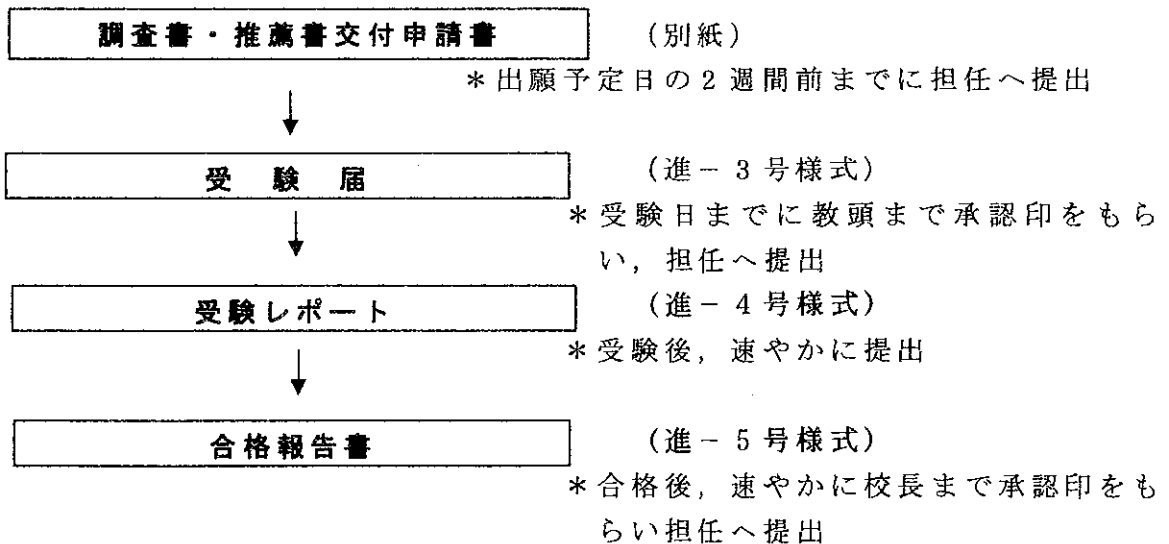 調査書・推薦書交付申請書 (別紙)
＊出願予定日の2週間前までに担任へ提出
↓
受 験 届 (進－3号様式)
＊受験日までに教頭まで承認印をもら
い，担任へ提出
↓
受験レポート (進－4号様式)
＊受験後，速やかに提出
↓
合格報告書 (進－5号様式)
＊合格後，速やかに校長まで承認印をも
らい担任へ提出